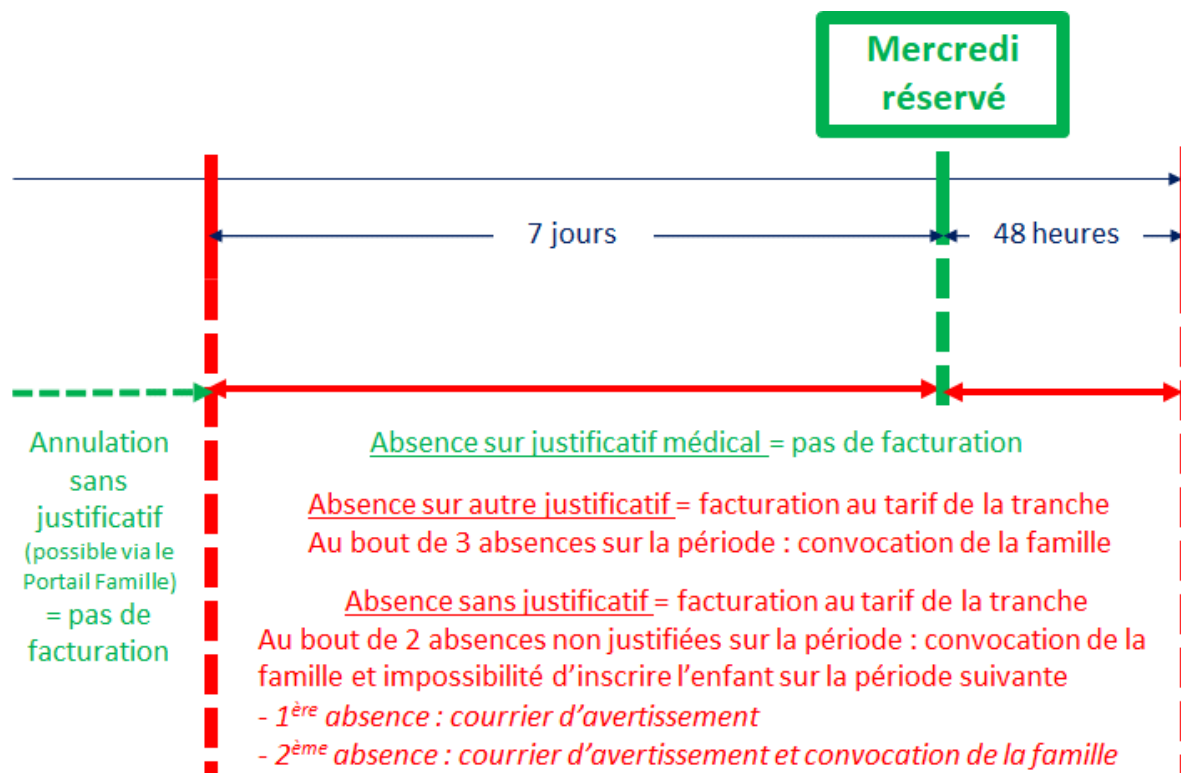 Mercredi
réservé
7 jours
48 heures
Annulation
sans
justificatif
(possible via le
Portail Famille)
= pas de
facturation
Absence sur justificatif médical = pas de facturation
Absence sur autre justificatif = facturation au tarif de la tranche
Au bout de 3 absences sur la période : convocation de la famille
Absence sans justificatif = facturation au tarif de la tranche
Au bout de 2 absences non justifiées sur la période : convocation de la
famille et impossibilité d’inscrire l’enfant sur la période suivante
- 1ère absence : courrier d’avertissement
- 2ème absence : courrier d’avertissement et convocation de la famille